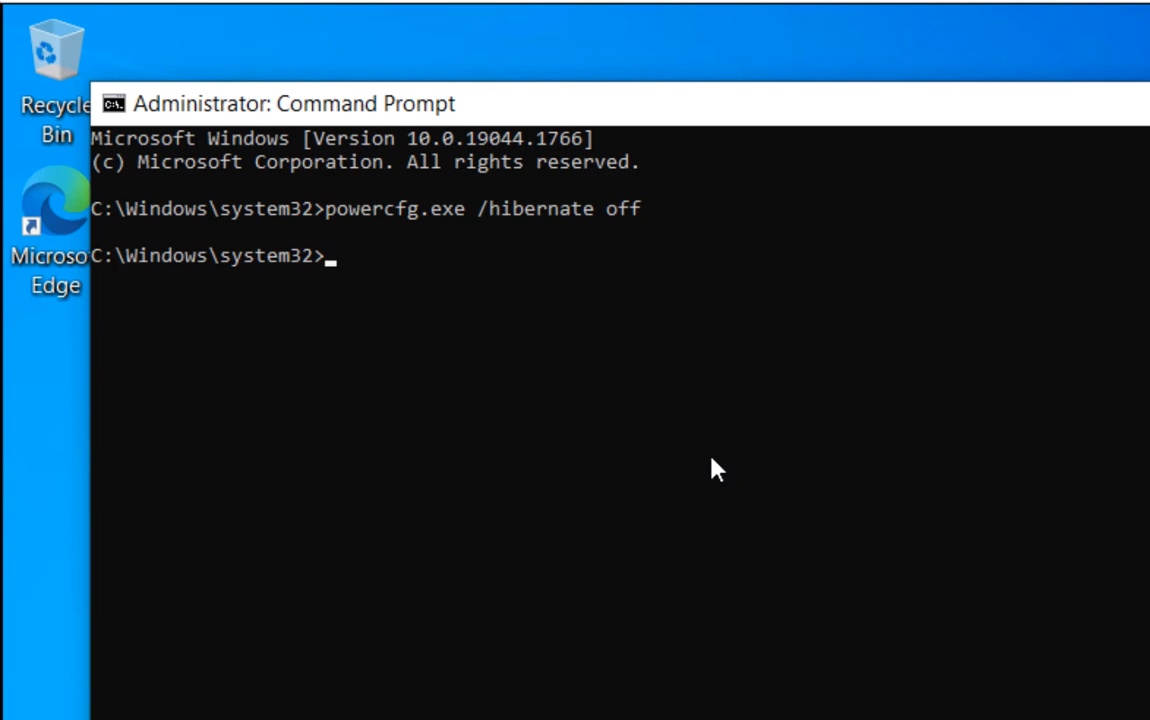 Recycle
Bin
Administrator: Command Prompt
Microsoft Windows [Version 10.0.19044.1766]
(c) Microsoft Corporation. All rights reserved.
C:\Windows\system32>powercfg.exe /hibernate off
C:\Windows\system32>
Microso
Edge